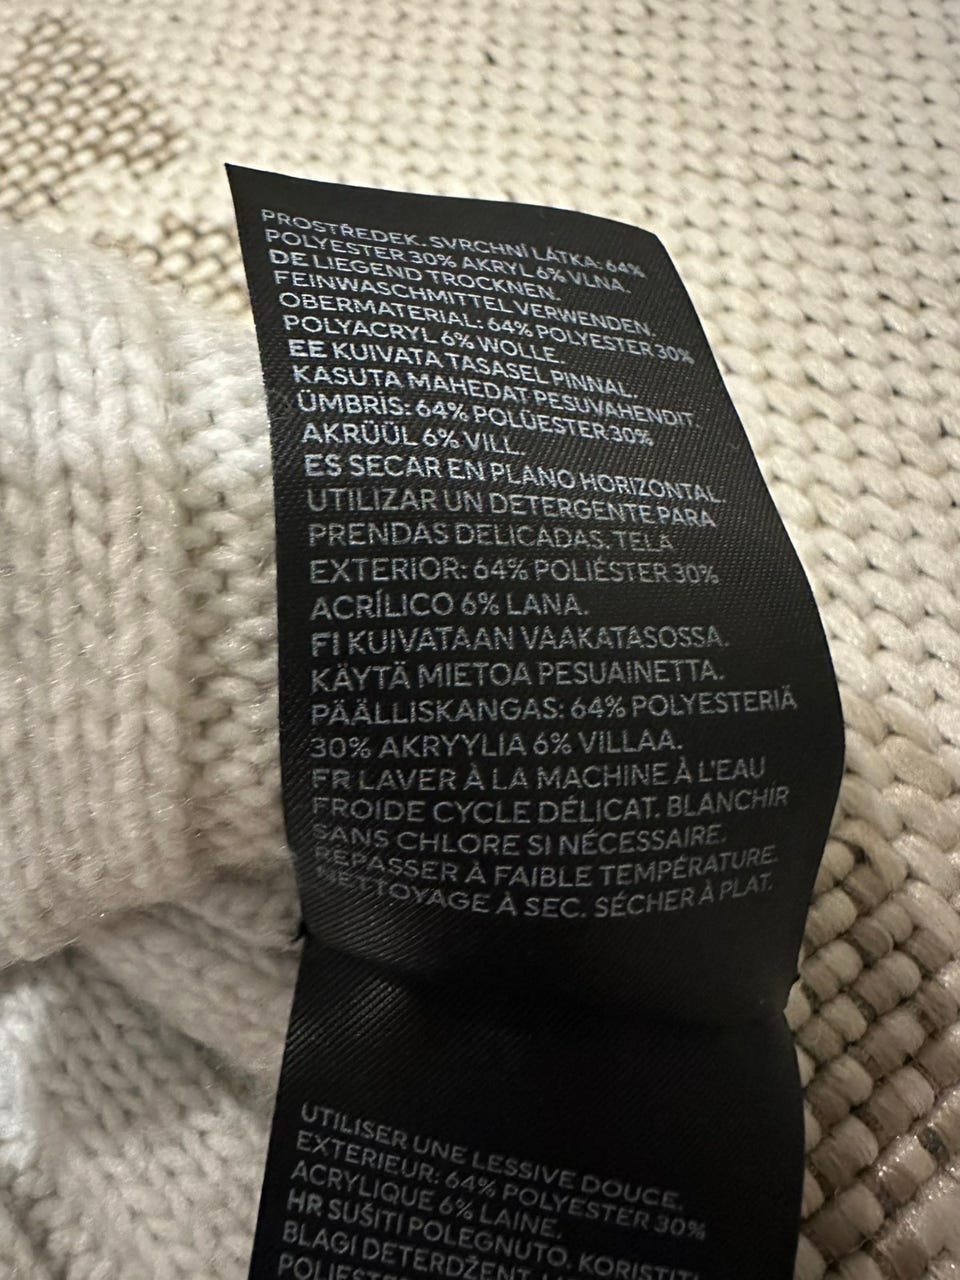 PROSTŘEDEK. SVRCHNÍ LÁTKA: 64%
POLYESTER 30% AKRYL 6% VLNA.
DE LIEGEND TROCKNEN.
FEINWASCHMITTEL VERWENDEN.
OBERMATERIAL: 64% POLYESTER 30%
POLYACRYL 6% WOLLE.
EE KUIVATA TASASEL PINNAL.
KASUTA MAHEDAT PESUVAHENDIT.
ÜMBRIS: 64% POLÜESTER 30%
AKRÜÜL 6% VILL.
ES SECAR EN PLANO HORIZONTAL
UTILIZAR UN DETERGENTE PARA
PRENDAS DELICADAS. TELA
EXTERIOR: 64% POLIÉSTER 30%
ACRÍLICO 6% LANA.
FI KUIVATAAN VAAKATASOSSA.
KÄYTÄ MIETOA PESUAINETTA.
PÄÄLLISKANGAS: 64% POLYESTERIÄ
30% AKRYYLIA 6% VILLAA.
FR LAVER À LA MACHINE À L'EAU
FROIDE CYCLE DÉLICAT. BLANCHIR
SANS CHLORE SI NÉCESSAIRE.
REPASSER À FAIBLE TEMPÉRATURE.
NETTOYAGE À SEC. SÉCHER À PLAT.
UTILISER UNE LESSIVE DOUCE.
EXTERIEUR: 64% POLYESTER 30%
ACRYLIQUE 6% LAINE.
HR SUŠITI POLEGNUTO. KORISTITI
BLAGI DETERDŽENT.